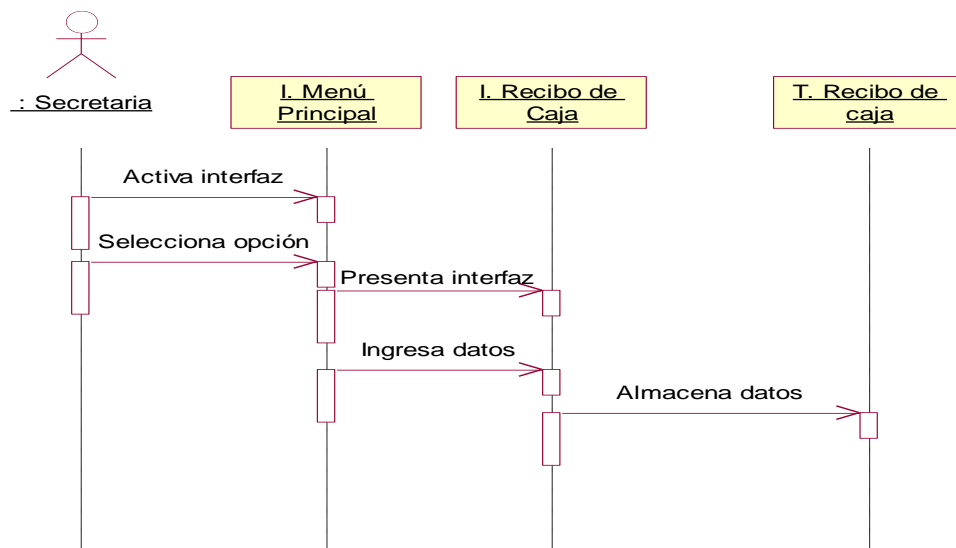 : Secretaria
I. Menú
Principal
I. Recibo de
Caja
T. Recibo de
caja
Activa interfaz
Selecciona opción
Presenta interfaz
Ingresa datos
Almacena datos